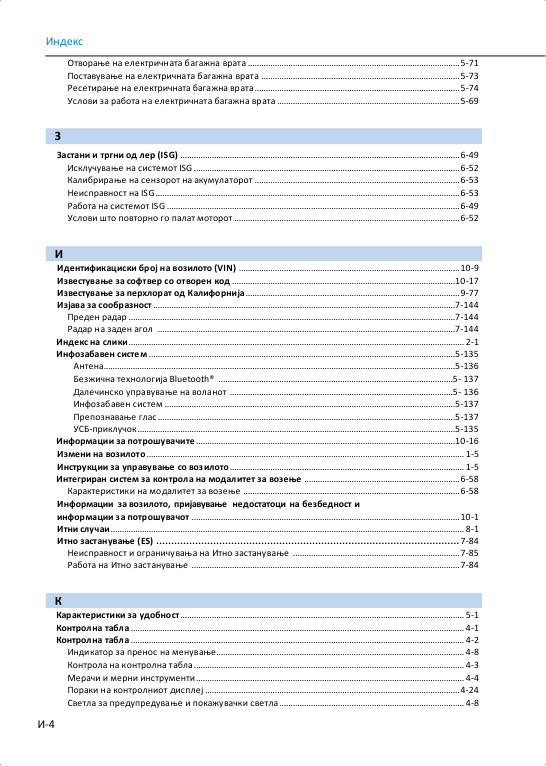 Индекс
Отворање на електричната багажна врата 5-71
Поставување на електричната багажна врата 5-73
Ресетирање на електричната багажна врата 5-74
Услови за работа на електричната багажна врата 5-69
З
Застани и тргни од лер (ISG) 6-49
Исклучување на системот ISG 6-52
Калибрирање на сензорот на акумулаторот 6-53
Неисправност на ISG 6-53
Работа на системот ISG 6-49
Услови што повторно го палат моторот 6-52
И
Идентификациски број на возилото (VIN) 10-9
Известување за софтвер со отворен код 10-17
Известување за перхлорат од Калифорнија 9-77
Изјава за сообразност 7-144
Преден радар 7-144
Радар на заден агол 7-144
Индекс на слики 2-1
Инфозабавен систем 5-135
Антена 5-136
Безжична технологија Bluetooth® 5- 137
Далечинско управување на воланот 5- 136
Инфозабавен систем 5-137
Препознавање глас 5-137
УСБ-приклучок 5-135
Информации за потрошувачите 10-16
Измени на возилото 1-5
Инструкции за управување со возилото 1-5
Интегриран систем за контрола на модалитет за возење 6-58
Карактеристики на модалитет за возење 6-58
Информации за возилото, пријавување недостатоци на безбедност и
информации за потрошувачот 10-1
Итни случаи 8-1
Итно застанување (ES) 7-84
Неисправност и ограничувања на Итно застанување 7-85
Работа на Итно застанување 7-84
К
Карактеристики за удобност 5-1
Контролна табла 4-1
Контролна табла 4-2
Индикатор за пренос на менување 4-8
Контрола на контролна табла 4-3
Мерачи и мерни инструменти 4-4
Пораки на контролниот дисплеј 4-24
Светла за предупредување и покажувачки светла 4-8
И-4